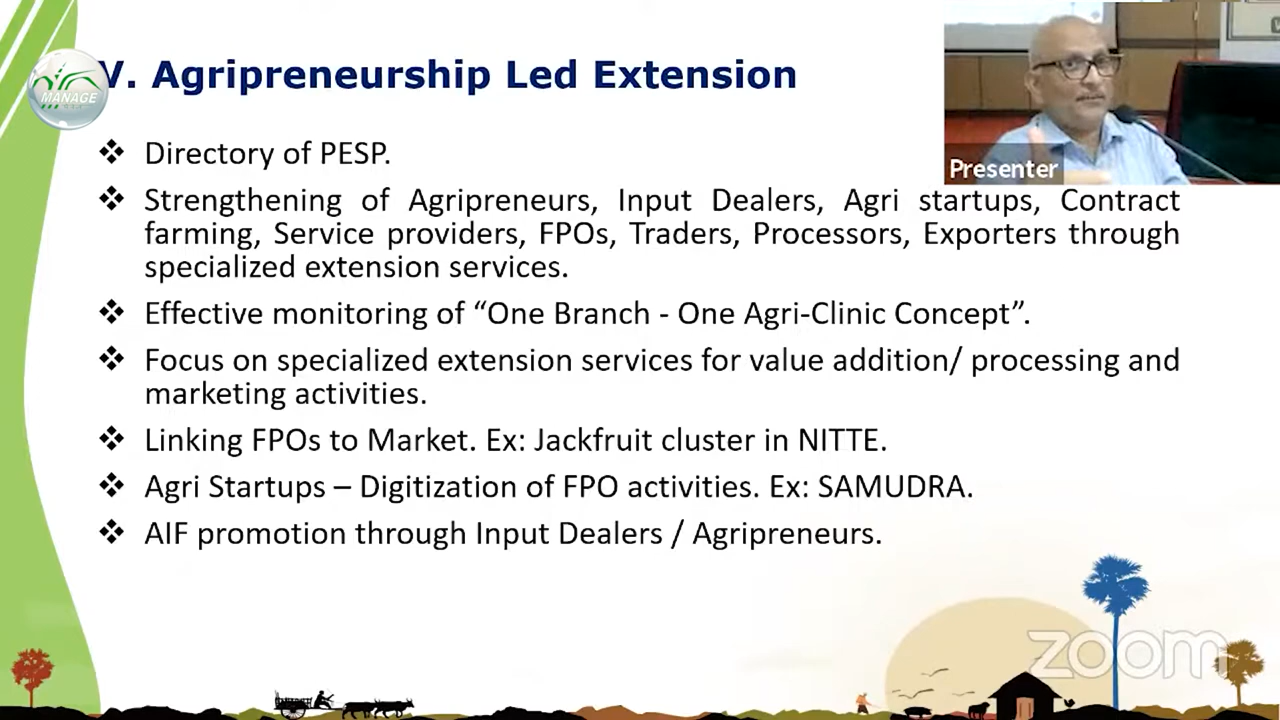 V. Agripreneurship Led Extension
MANAGE
Presenter
❖ Directory of PESP.
❖ Strengthening of Agripreneurs, Input Dealers, Agri startups, Contract
farming, Service providers, FPOs, Traders, Processors, Exporters through
specialized extension services.
❖ Effective monitoring of “One Branch - One Agri-Clinic Concept”.
❖ Focus on specialized extension services for value addition/ processing and
marketing activities.
❖ Linking FPOs to Market. Ex: Jackfruit cluster in NITTE.
❖ Agri Startups – Digitization of FPO activities. Ex: SAMUDRA.
❖ AIF promotion through Input Dealers / Agripreneurs.
zoom